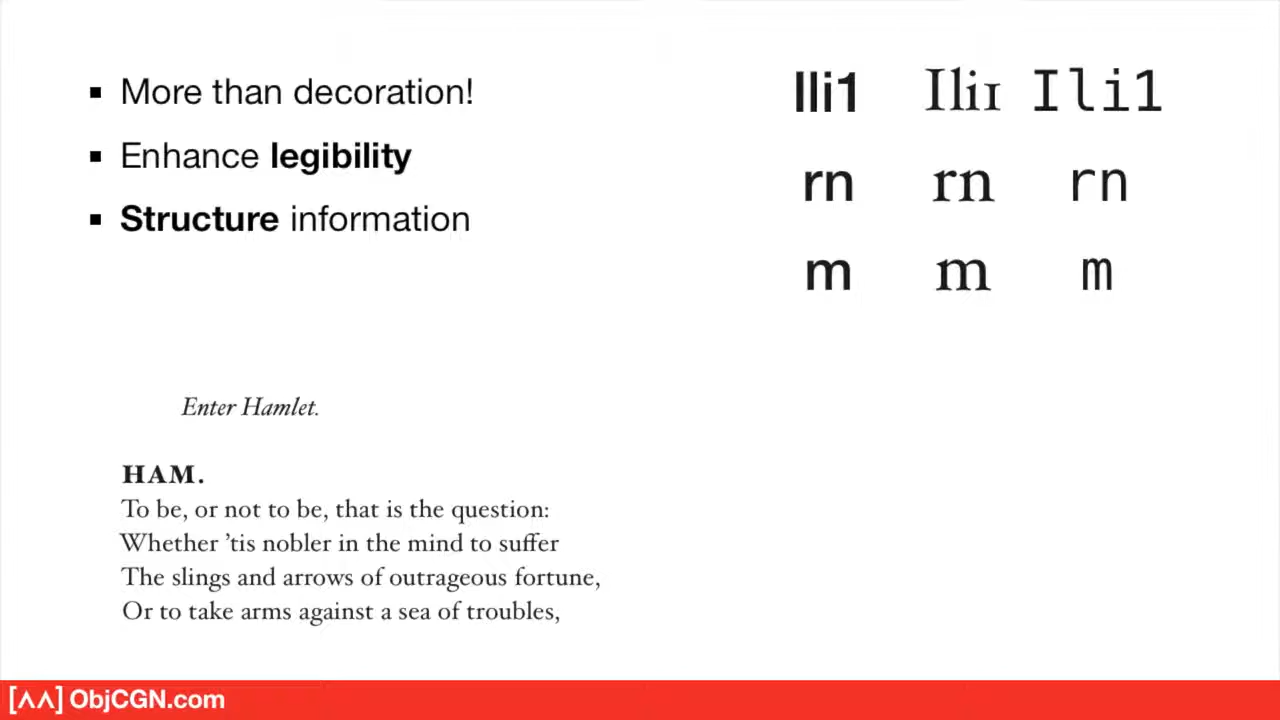 ▪ More than decoration!
▪ Enhance legibility
▪ Structure information
Ili1 Ili1 Ili1
rn rn rn
m m m
Enter Hamlet.
HAM.
To be, or not to be, that is the question:
Whether ’tis nobler in the mind to suffer
The slings and arrows of outrageous fortune,
Or to take arms against a sea of troubles,
[ʌʌ] ObjCGN.com